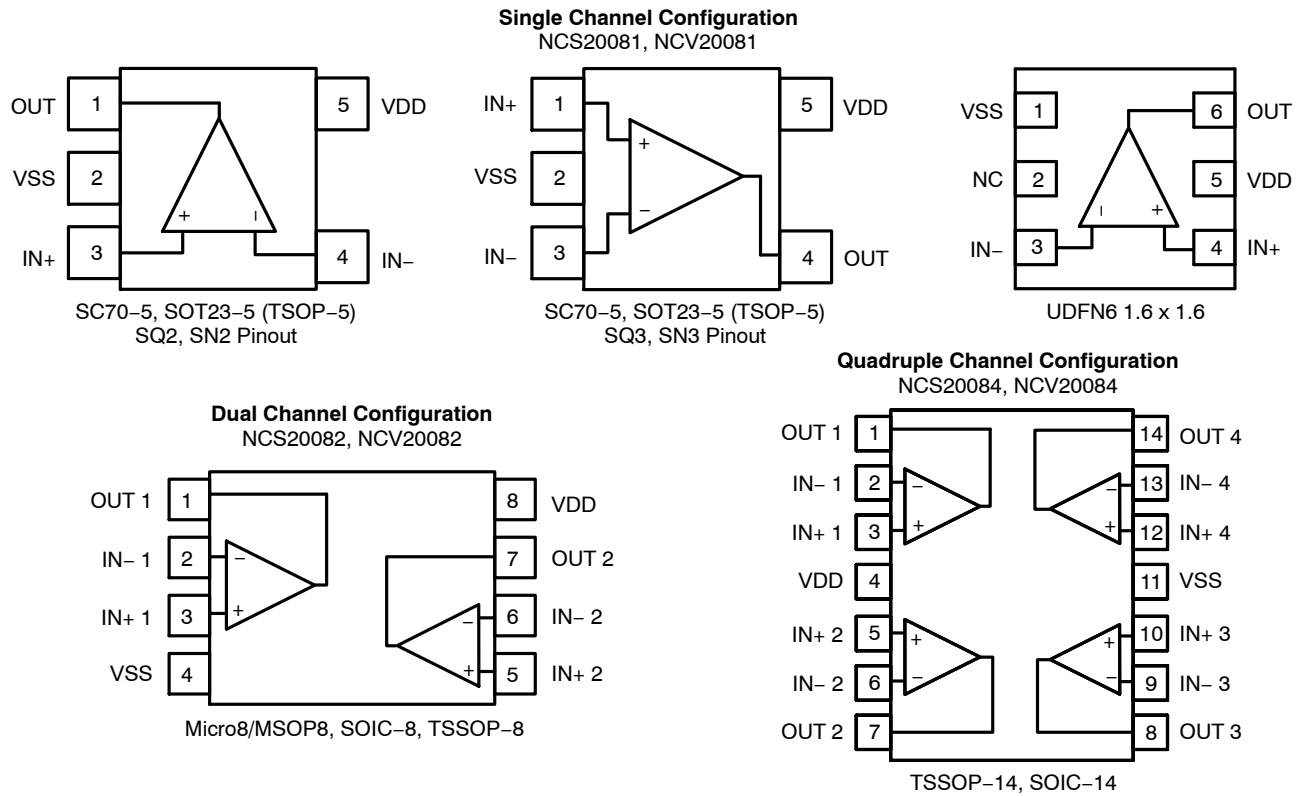 Single Channel Configuration
NCS20081, NCV20081
OUT 1 5 VDD
VSS 2
IN+ 3 4 IN−
+ −
SC70−5, SOT23−5 (TSOP−5)
SQ2, SN2 Pinout
IN+ 1 5 VDD
+
VSS 2
−
IN− 3 4 OUT
SC70−5, SOT23−5 (TSOP−5)
SQ3, SN3 Pinout
VSS 1 6 OUT
NC 2 5 VDD
− +
IN− 3 4 IN+
UDFN6 1.6 x 1.6
Dual Channel Configuration
NCS20082, NCV20082
OUT 1 1 8 VDD
IN− 1 2 − 7 OUT 2
IN+ 1 3 + − 6 IN− 2
VSS 4 + 5 IN+ 2
Micro8/MSOP8, SOIC−8, TSSOP−8
Quadruple Channel Configuration
NCS20084, NCV20084
OUT 1 1 14 OUT 4
IN− 1 2 − − 13 IN− 4
IN+ 1 3 + + 12 IN+ 4
VDD 4 11 VSS
IN+ 2 5 + + 10 IN+ 3
IN− 2 6 − − 9 IN− 3
OUT 2 7 8 OUT 3
TSSOP−14, SOIC−14